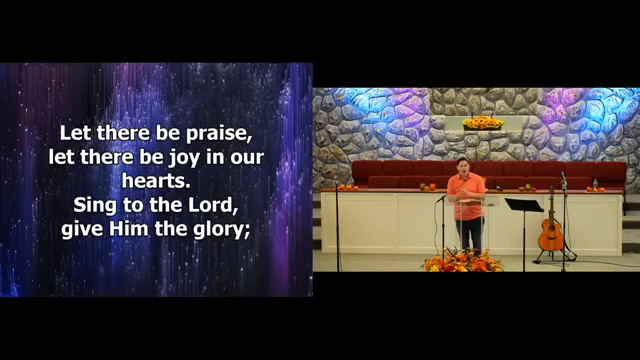 Let there be praise,
let there be joy in our
hearts.
Sing to the Lord,
give Him the glory;